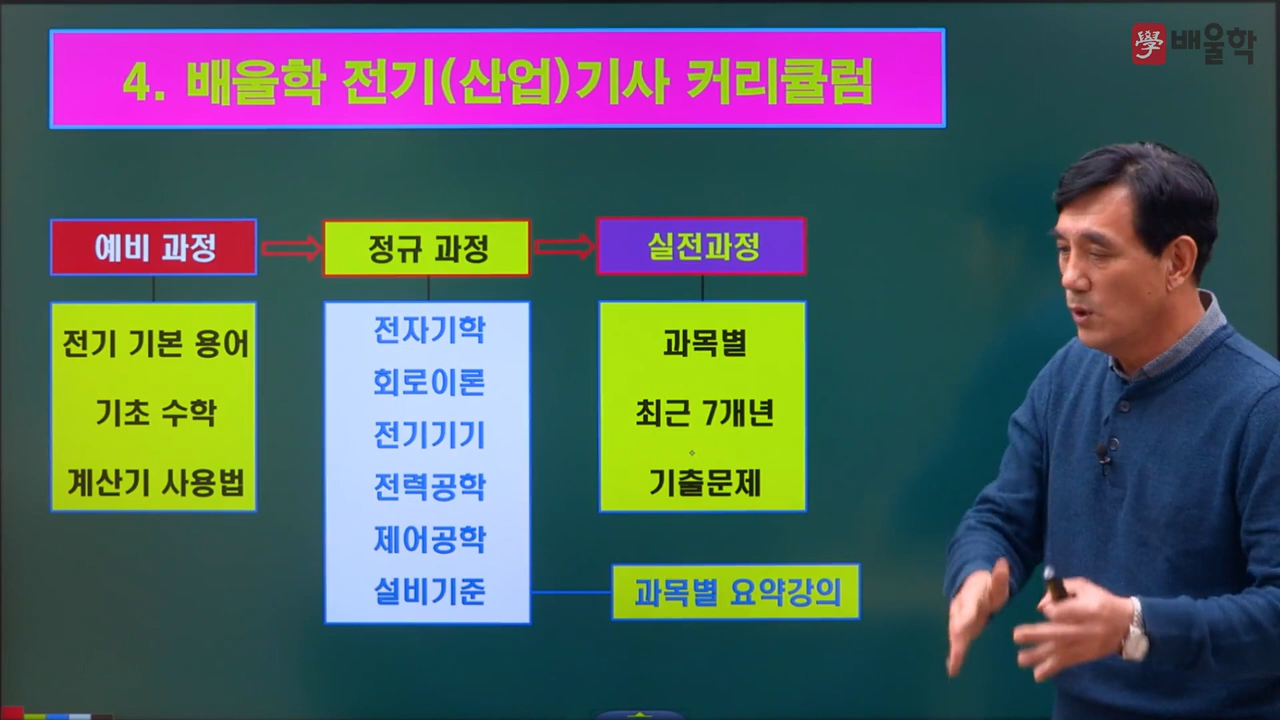 4. 배울학 전기(산업)기사 커리큘럼
學 배울학
예비 과정
정규 과정
실전과정
전기 기본 용어
기초 수학
계산기 사용법
전자기학
회로이론
전기기기
전력공학
제어공학
설비기준
과목별
최근 7개년
기출문제
과목별 요약강의